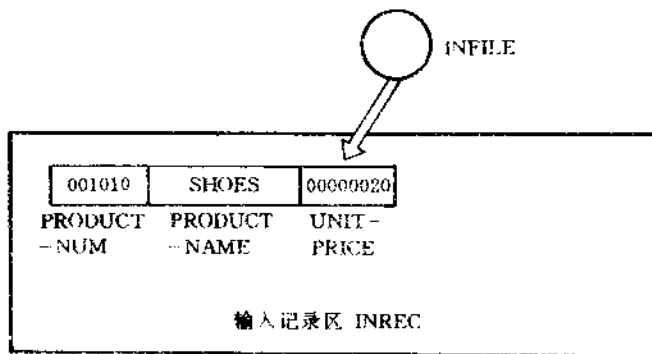 INFILE
001010 SHOES 00000020
PRODUCT PRODUCT UNIT-
-NUM -NAME PRICE
输入记录区 INREC